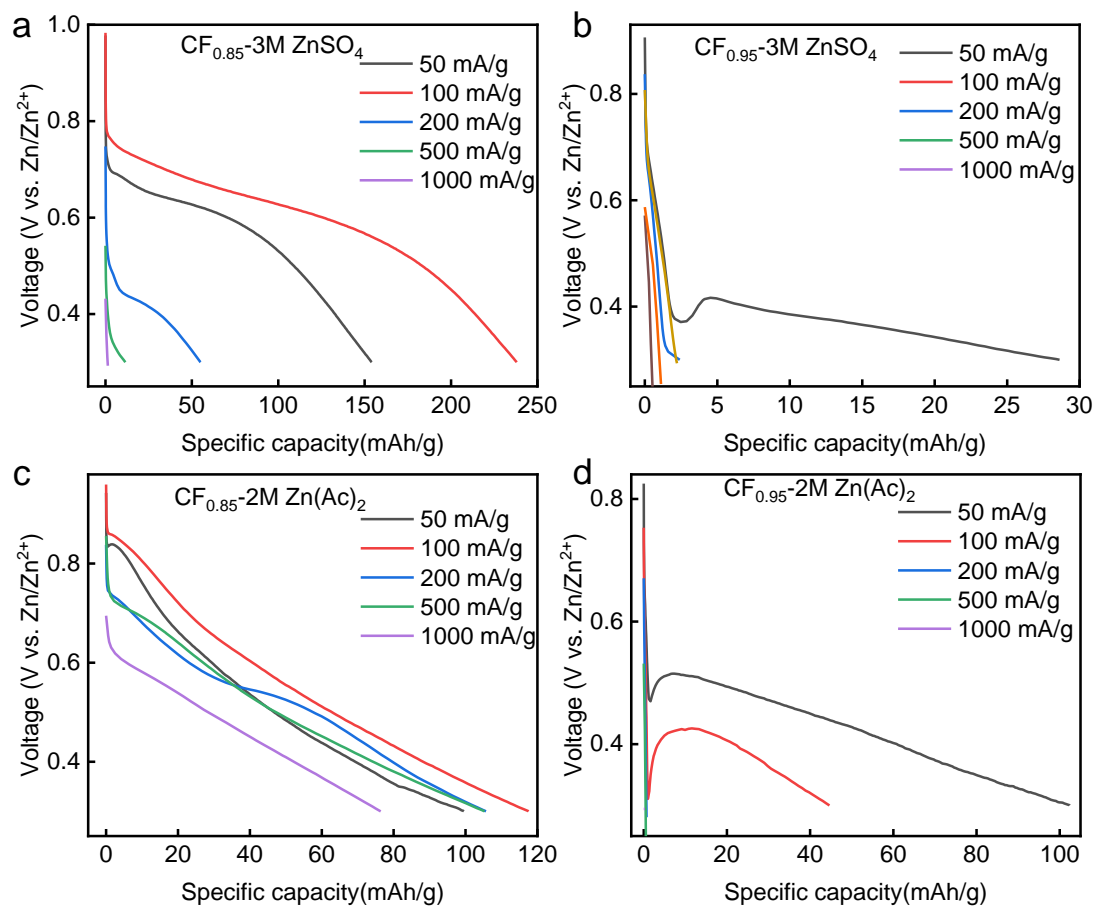 a
CF0.85-3M ZnSO4
50 mA/g
100 mA/g
200 mA/g
500 mA/g
1000 mA/g
1.0
0.8
0.6
0.4
Voltage (V vs. Zn/Zn2+)
0 50 100 150 200 250
Specific capacity(mAh/g)
b
CF0.95-3M ZnSO4
50 mA/g
100 mA/g
200 mA/g
500 mA/g
1000 mA/g
0.8
0.6
0.4
Voltage (V vs. Zn/Zn2+)
0 5 10 15 20 25 30
Specific capacity(mAh/g)
c
CF0.85-2M Zn(Ac)2
50 mA/g
100 mA/g
200 mA/g
500 mA/g
1000 mA/g
0.8
0.6
0.4
Voltage (V vs. Zn/Zn2+)
0 20 40 60 80 100 120
Specific capacity(mAh/g)
d
CF0.95-2M Zn(Ac)2
50 mA/g
100 mA/g
200 mA/g
500 mA/g
1000 mA/g
0.8
0.6
0.4
Voltage (V vs. Zn/Zn2+)
0 20 40 60 80 100
Specific capacity(mAh/g)